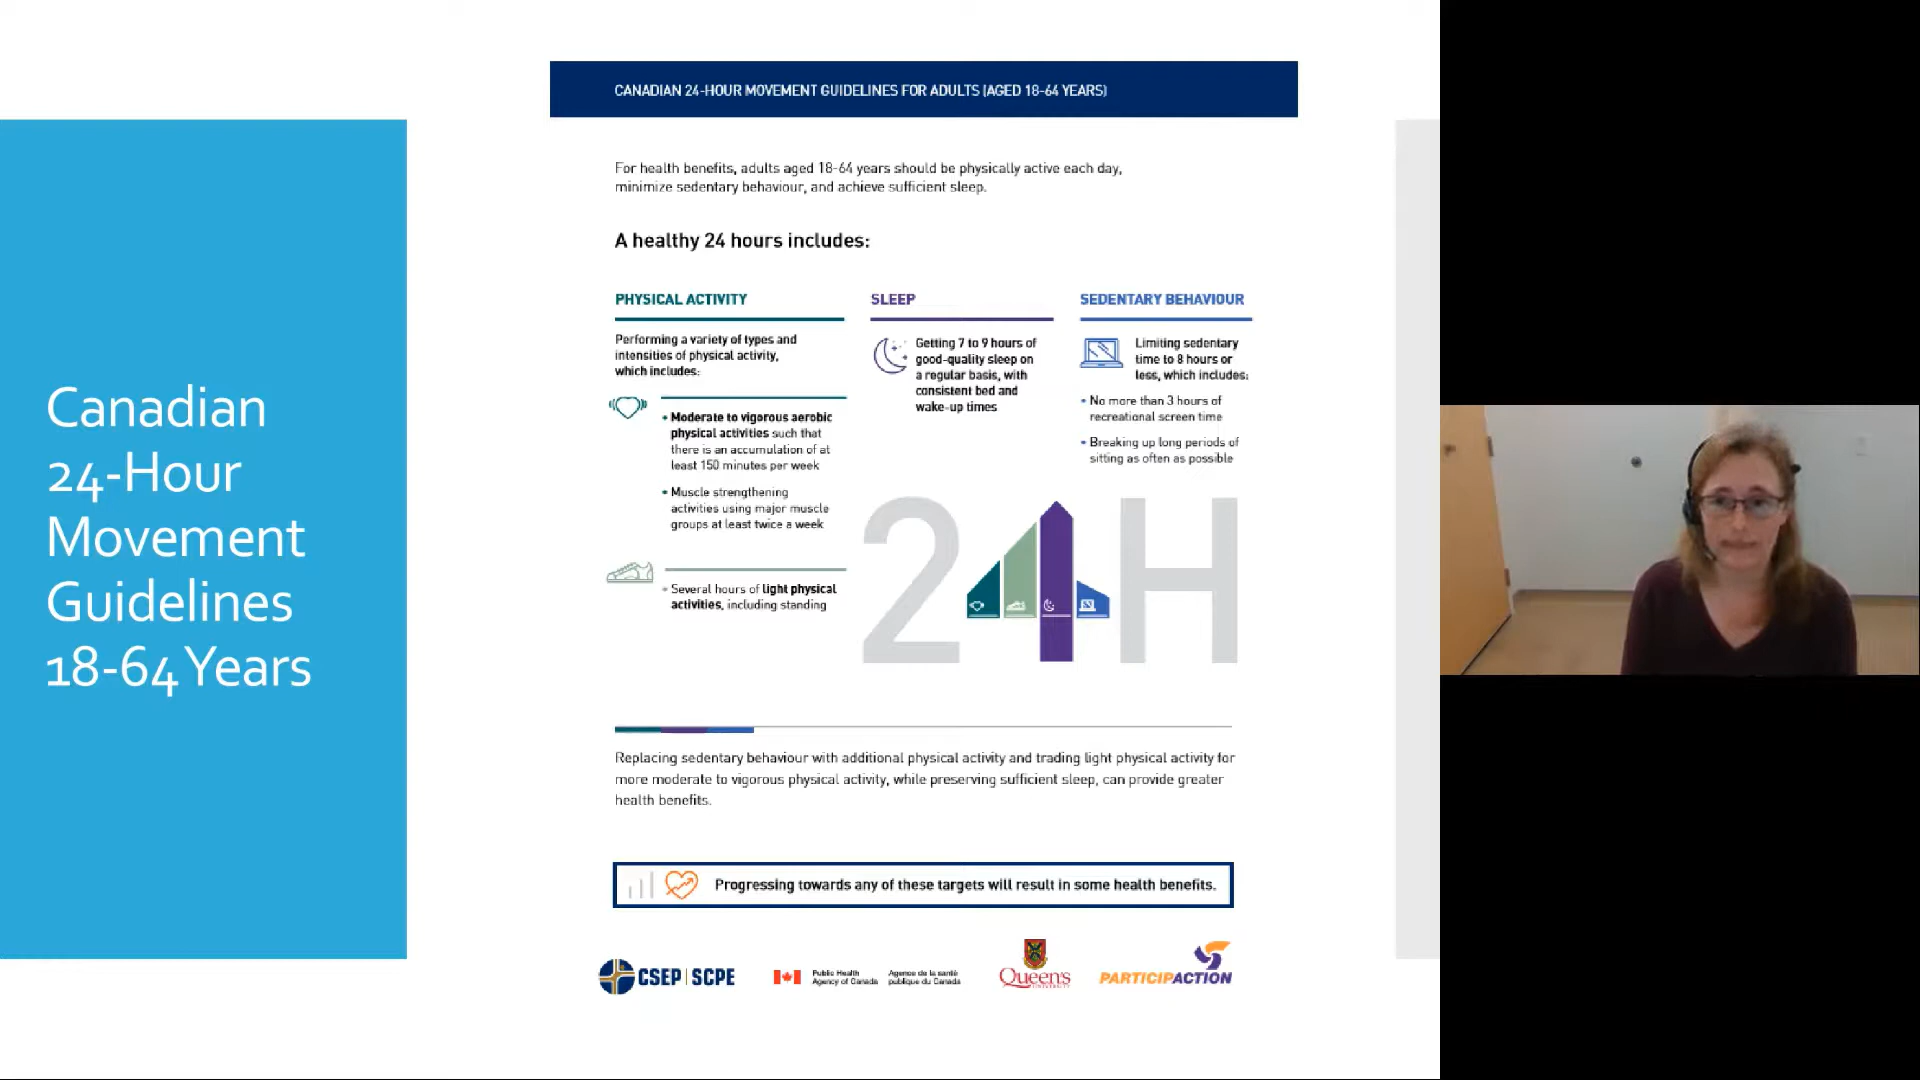 Canadian
24-Hour
Movement
Guidelines
18-64 Years
CANADIAN 24-HOUR MOVEMENT GUIDELINES FOR ADULTS (AGED 18-64 YEARS)
For health benefits, adults aged 18-64 years should be physically active each day,
minimize sedentary behaviour, and achieve sufficient sleep.
A healthy 24 hours includes:
PHYSICAL ACTIVITY
Performing a variety of types and
intensities of physical activity,
which includes:
• Moderate to vigorous aerobic
physical activities such that
there is an accumulation of at
least 150 minutes per week
• Muscle strengthening
activities using major muscle
groups at least twice a week
• Several hours of light physical
activities, including standing
SLEEP
Getting 7 to 9 hours of
good-quality sleep on
a regular basis, with
consistent bed and
wake-up times
SEDENTARY BEHAVIOUR
Limiting sedentary
time to 8 hours or
less, which includes:
• No more than 3 hours of
recreational screen time
• Breaking up long periods of
sitting as often as possible
24H
Replacing sedentary behaviour with additional physical activity and trading light physical activity for
more moderate to vigorous physical activity, while preserving sufficient sleep, can provide greater
health benefits.
Progressing towards any of these targets will result in some health benefits.
CSEP | SCPE
Public Health
Agency of Canada
Agence de la santé
publique du Canada
Queen's
UNIVERSITY
PARTICIPACTION